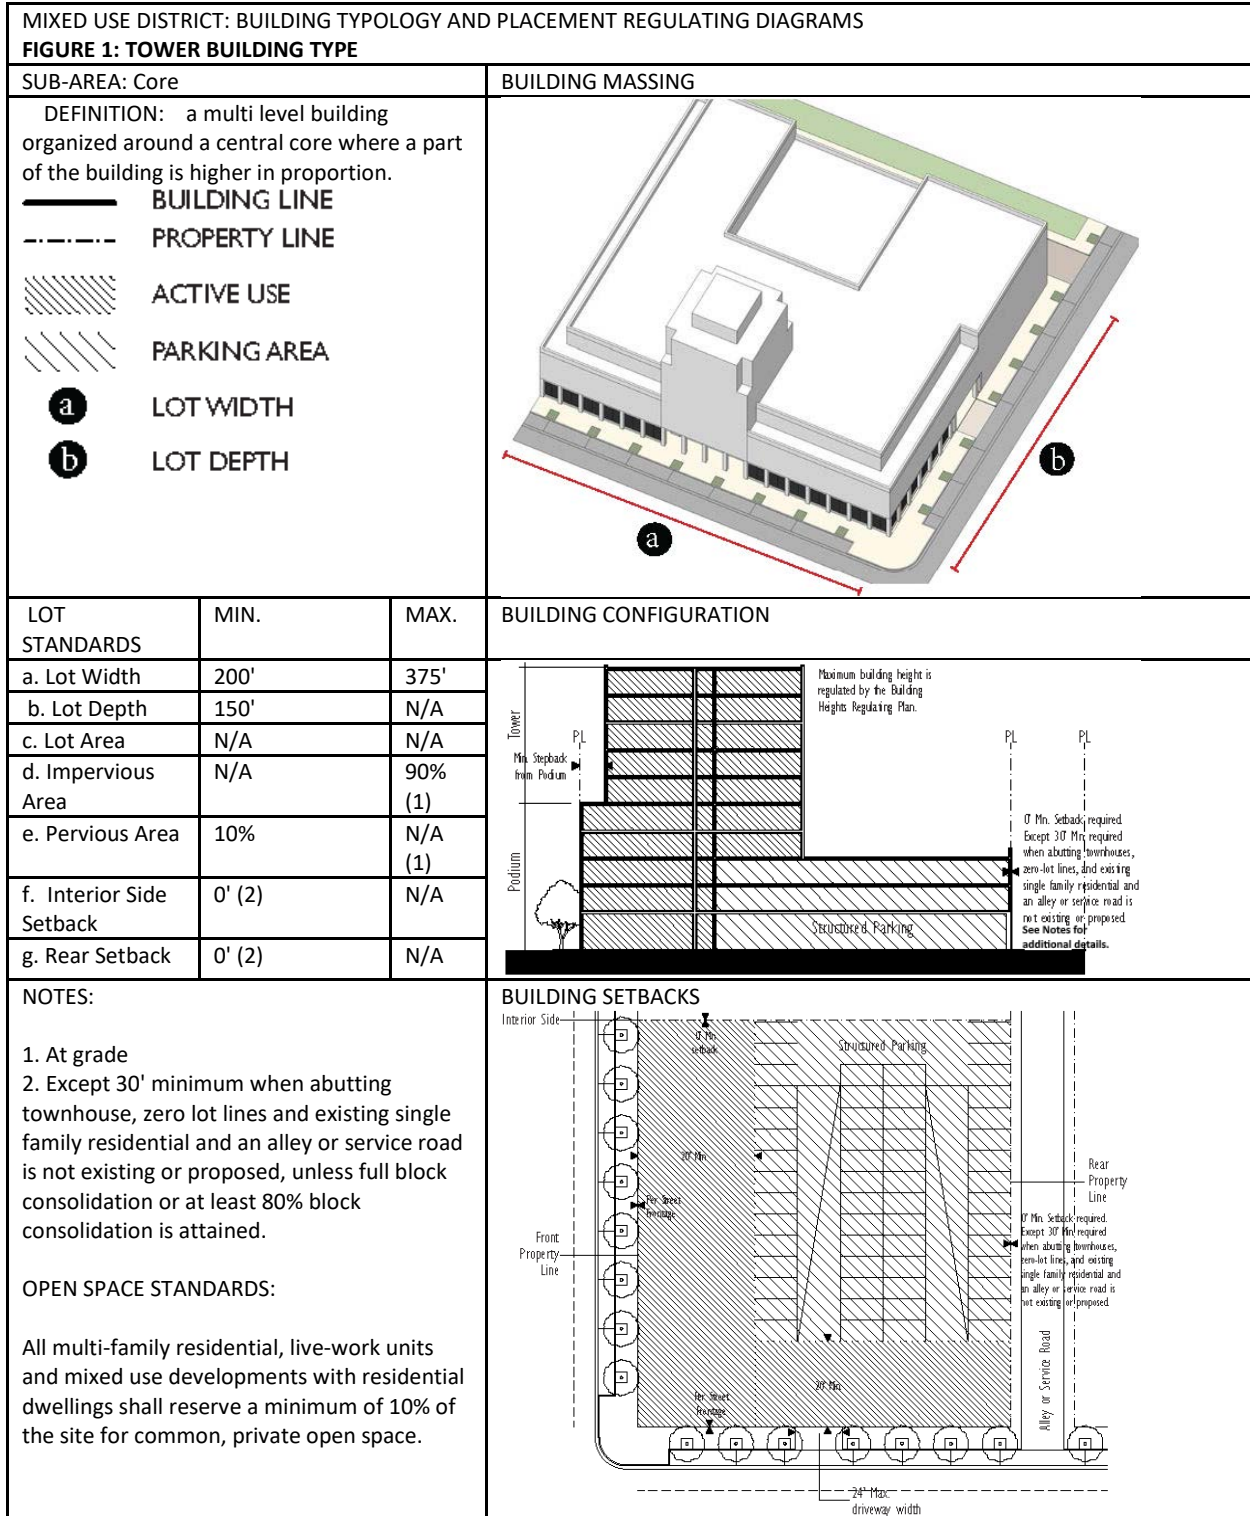 MIXED USE DISTRICT: BUILDING TYPOLOGY AND PLACEMENT REGULATING DIAGRAMS
FIGURE 1: TOWER BUILDING TYPE
SUB-AREA: Core
BUILDING MASSING
DEFINITION: a multi level building
organized around a central core where a part
of the building is higher in proportion.
BUILDING LINE
PROPERTY LINE
ACTIVE USE
PARKING AREA
a LOT WIDTH
b LOT DEPTH
a
b
LOT STANDARDS MIN. MAX.
a. Lot Width 200' 375'
b. Lot Depth 150' N/A
c. Lot Area N/A N/A
d. Impervious Area N/A 90% (1)
e. Pervious Area 10% N/A (1)
f. Interior Side Setback 0' (2) N/A
g. Rear Setback 0' (2) N/A
BUILDING CONFIGURATION
Maximum building height is
regulated by the Building
Heights Regulating Plan.
Tower
PL
PL
PL
Min. Stepback
from Podium
Podium
Structured Parking
0' Mn. Setback required.
Except 30' Mn. required
when abutting townhouses,
zero-lot lines, and existing
single family residential and
an alley or service road is
not existing or proposed.
See Notes for
additional details.
NOTES:
1. At grade
2. Except 30' minimum when abutting
townhouse, zero lot lines and existing single
family residential and an alley or service road
is not existing or proposed, unless full block
consolidation or at least 80% block
consolidation is attained.
OPEN SPACE STANDARDS:
All multi-family residential, live-work units
and mixed use developments with residential
dwellings shall reserve a minimum of 10% of
the site for common, private open space.
BUILDING SETBACKS
Interior Side
0' Mn.
setback
Structured Parking
20' Min
Per Street
Frontage
Front
Property
Line
Rear
Property
Line
0' Min. Setback required.
Except 30' Min. required
when abutting townhouses,
zero-lot lines, and existing
single family residential and
an alley or service road is
not existing or proposed.
Alley or Service Road
20' Min
Per Street
Frontage
24' Max.
driveway width